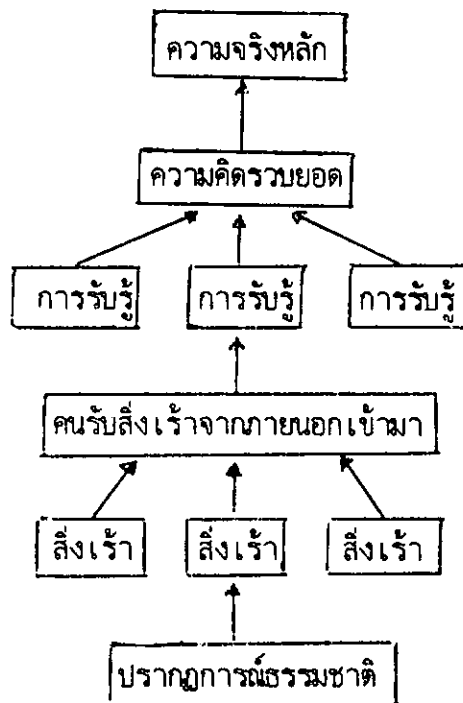 ความจริงหลัก
ความคิดรวบยอด
การรับรู้ การรับรู้ การรับรู้
คนรับสิ่งเร้าจากภายนอกเข้ามา
สิ่งเร้า สิ่งเร้า สิ่งเร้า
ปรากฏการณ์ธรรมชาติ